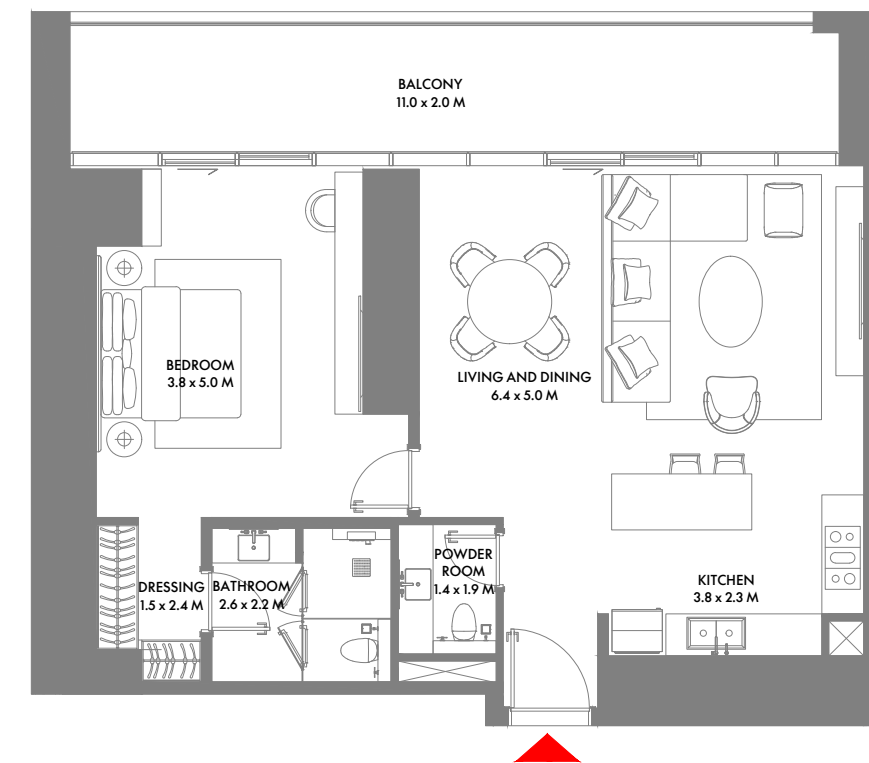 BALCONY
11.0 x 2.0 M
BEDROOM
3.8 x 5.0 M
LIVING AND DINING
6.4 x 5.0 M
POWDER
ROOM
1.4 x 1.9 M
DRESSING
1.5 x 2.4 M
BATHROOM
2.6 x 2.2 M
KITCHEN
3.8 x 2.3 M